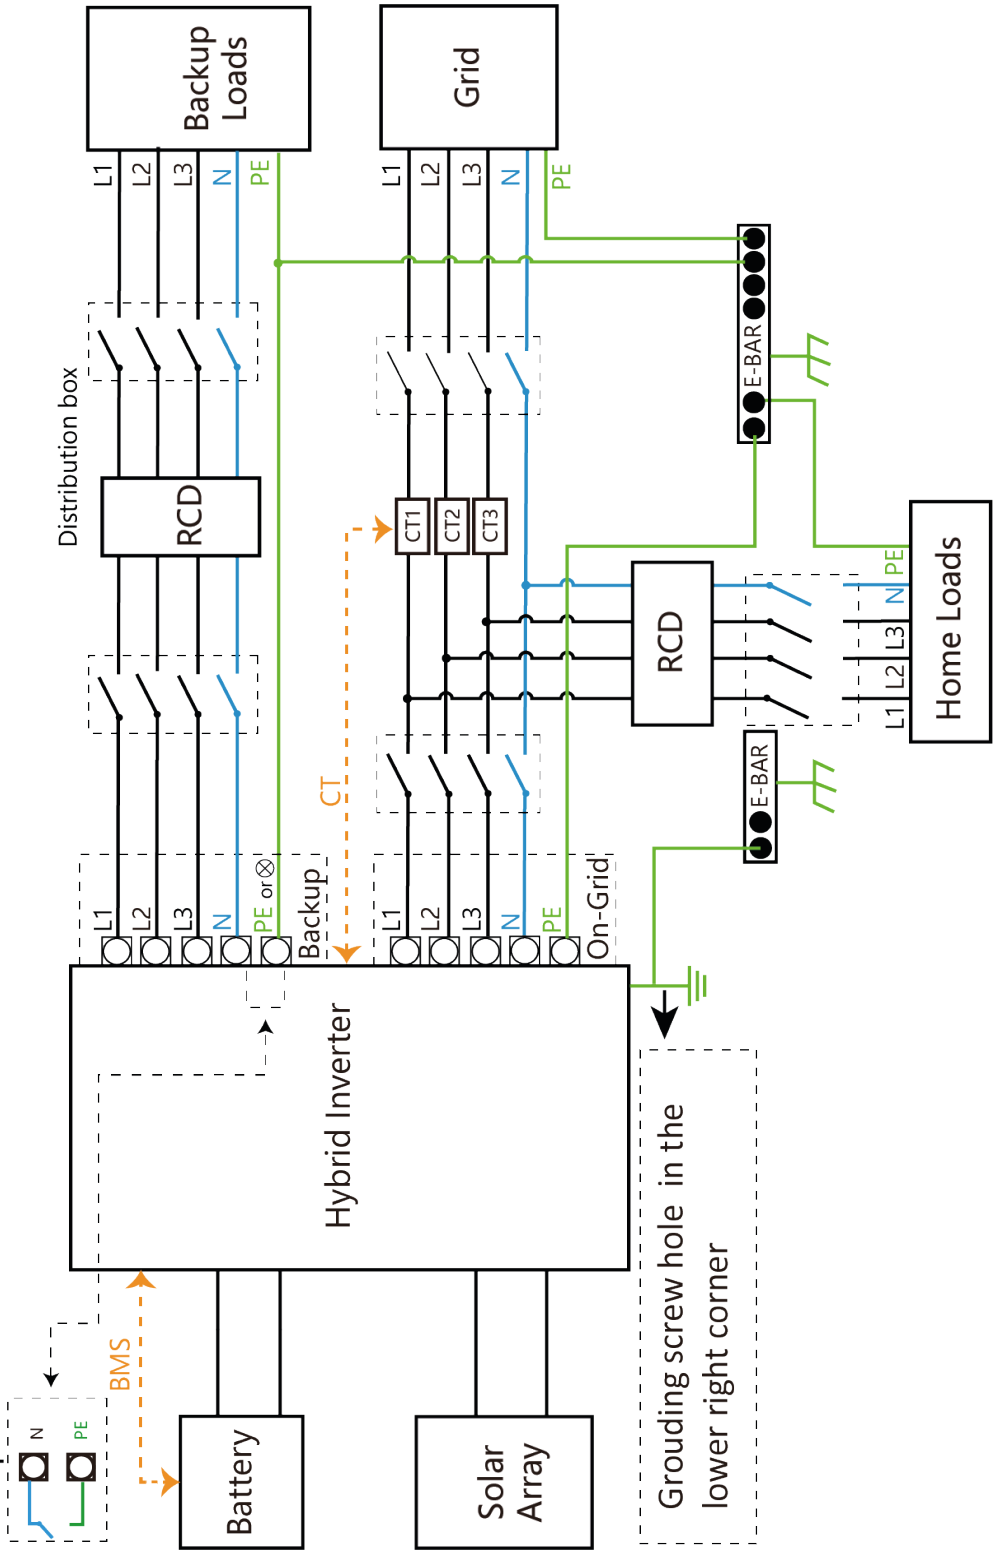 Backup
Loads
Grid
L1
L2
L3
N
PE
L1
L2
L3
N
PE
Distribution box
RCD
CT1
CT2
CT3
E-BAR
RCD
Home Loads
L1
L2
L3
N
PE
E-BAR
CT
L1
L2
L3
N
PE or
Backup
L1
L2
L3
N
PE
On-Grid
Hybrid Inverter
BMS
N
PE
Battery
Solar
Array
Grouding screw hole in the
lower right corner